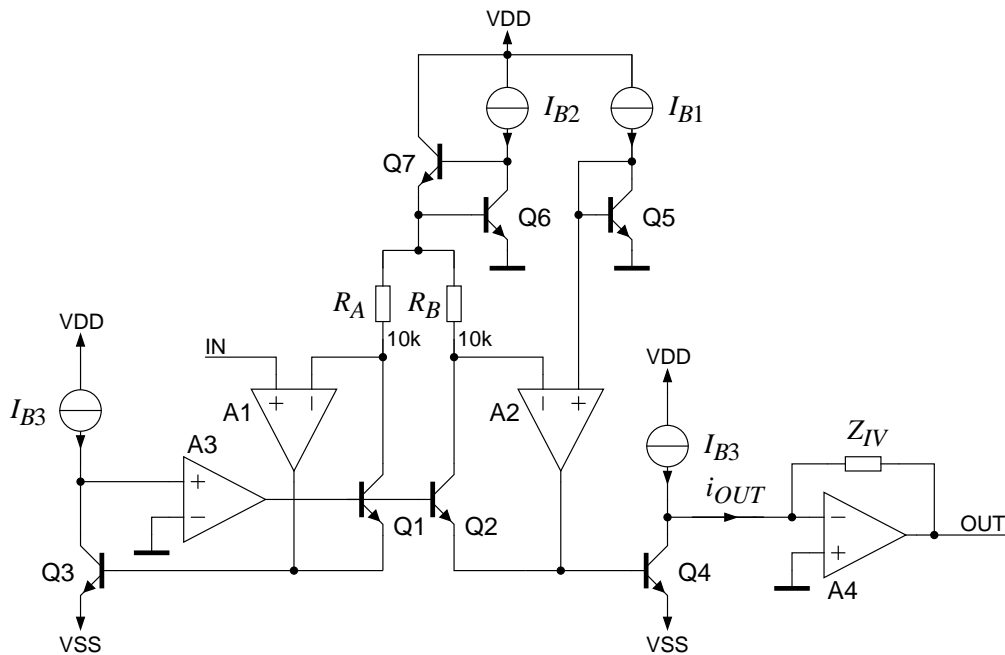 VDD
I_B2
I_B1
Q7
Q6
Q5
R_A
R_B
VDD
10k
10k
IN
VDD
+
−
−
+
I_B3
A1
A2
A3
I_B3
Z_IV
+
−
i_OUT
−
OUT
Q1
Q2
+
Q3
Q4
A4
VSS
VSS